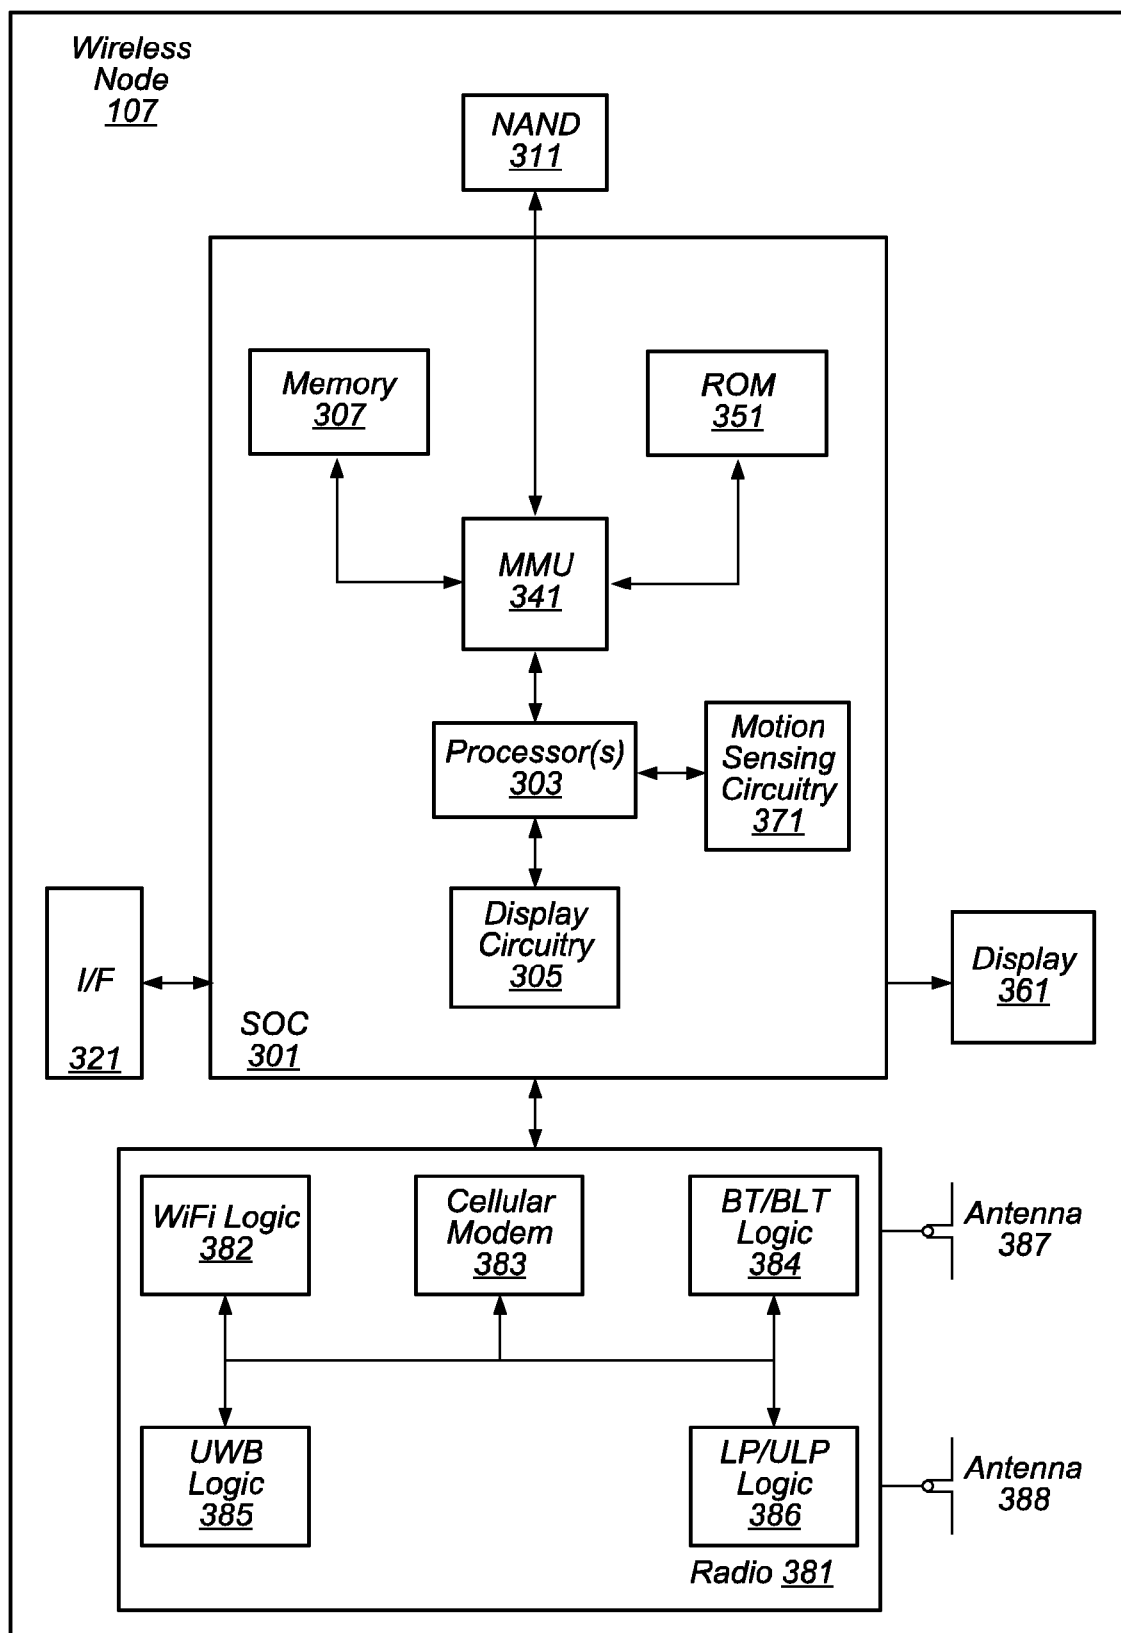 Wireless
Node
107
NAND
311
Memory
307
ROM
351
MMU
341
Processor(s)
303
Motion
Sensing
Circuitry
371
Display
Circuitry
305
I/F
321
SOC
301
Display
361
WiFi Logic
382
Cellular
Modem
383
BT/BLT
Logic
384
Antenna
387
UWB
Logic
385
LP/ULP
Logic
386
Antenna
388
Radio 381